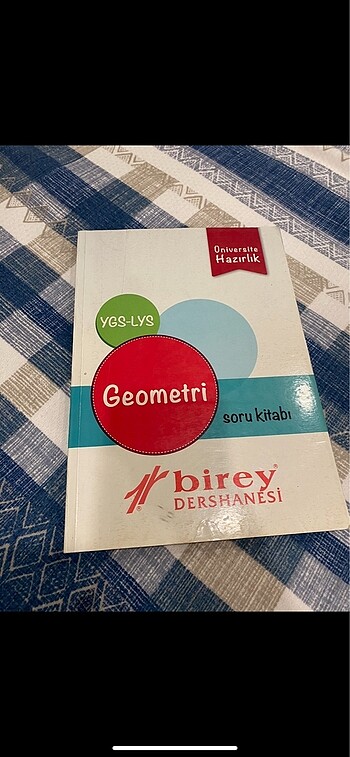 Üniversite
Hazırlık
YGS-LYS
Geometri
soru kitabı
birey
DERSHANESİ